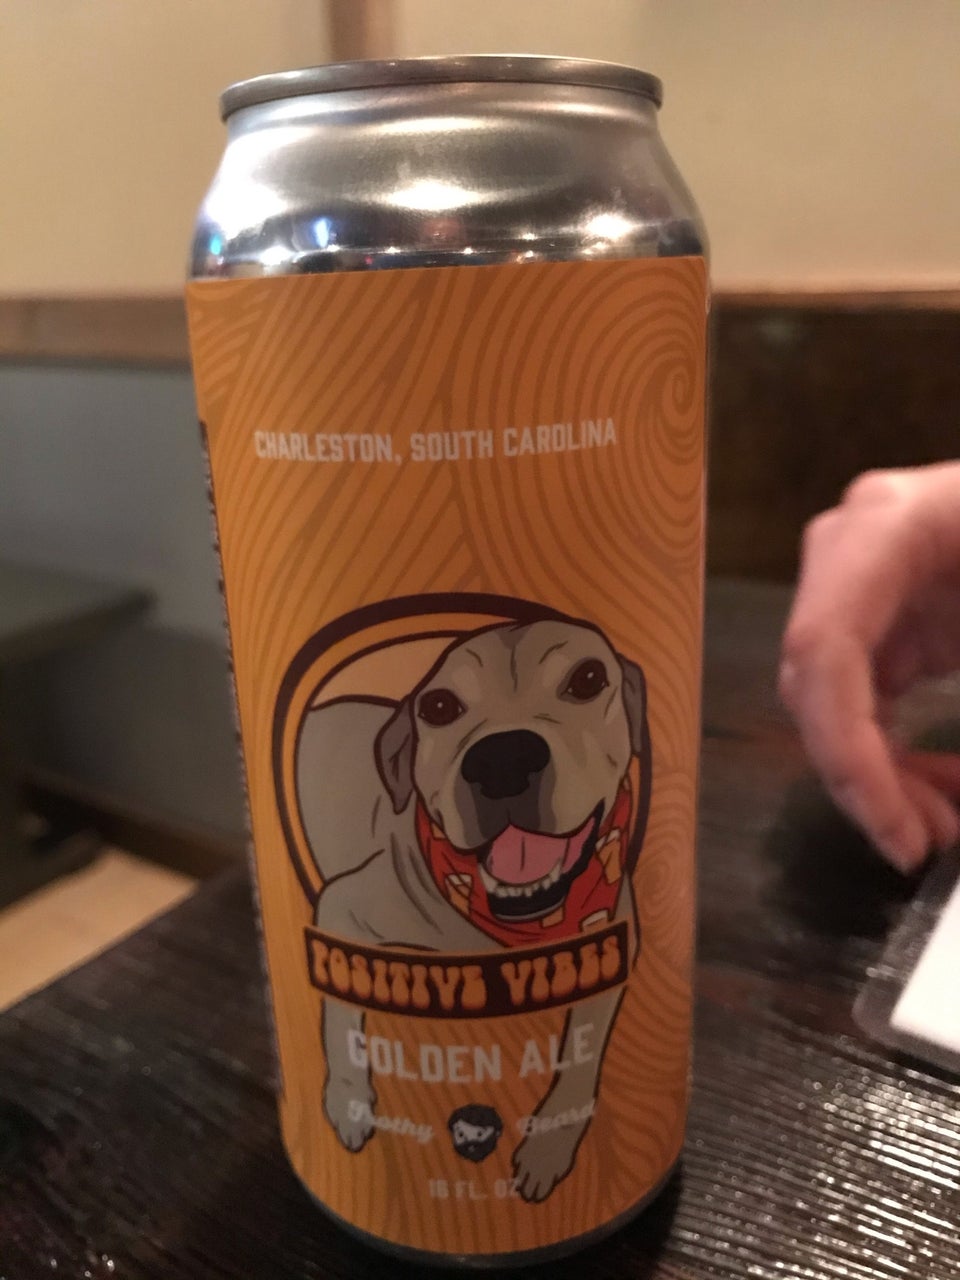 CHARLESTON, SOUTH CAROLINA
POSITIVE VIBES
GOLDEN ALE
Frothy Beard
16 FL. OZ